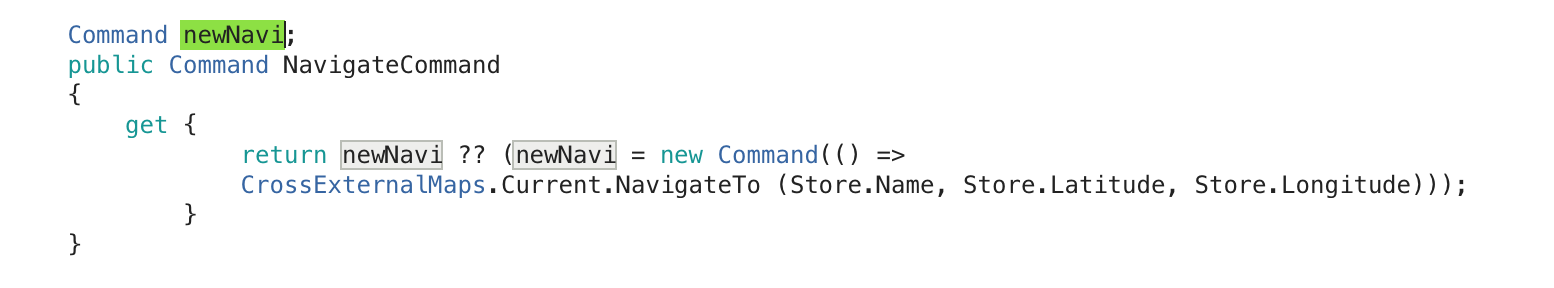 Command newNavi;
public Command NavigateCommand
{
get {
return newNavi ?? (newNavi = new Command(() =>
CrossExternalMaps.Current.NavigateTo (Store.Name, Store.Latitude, Store.Longitude)));
}
}